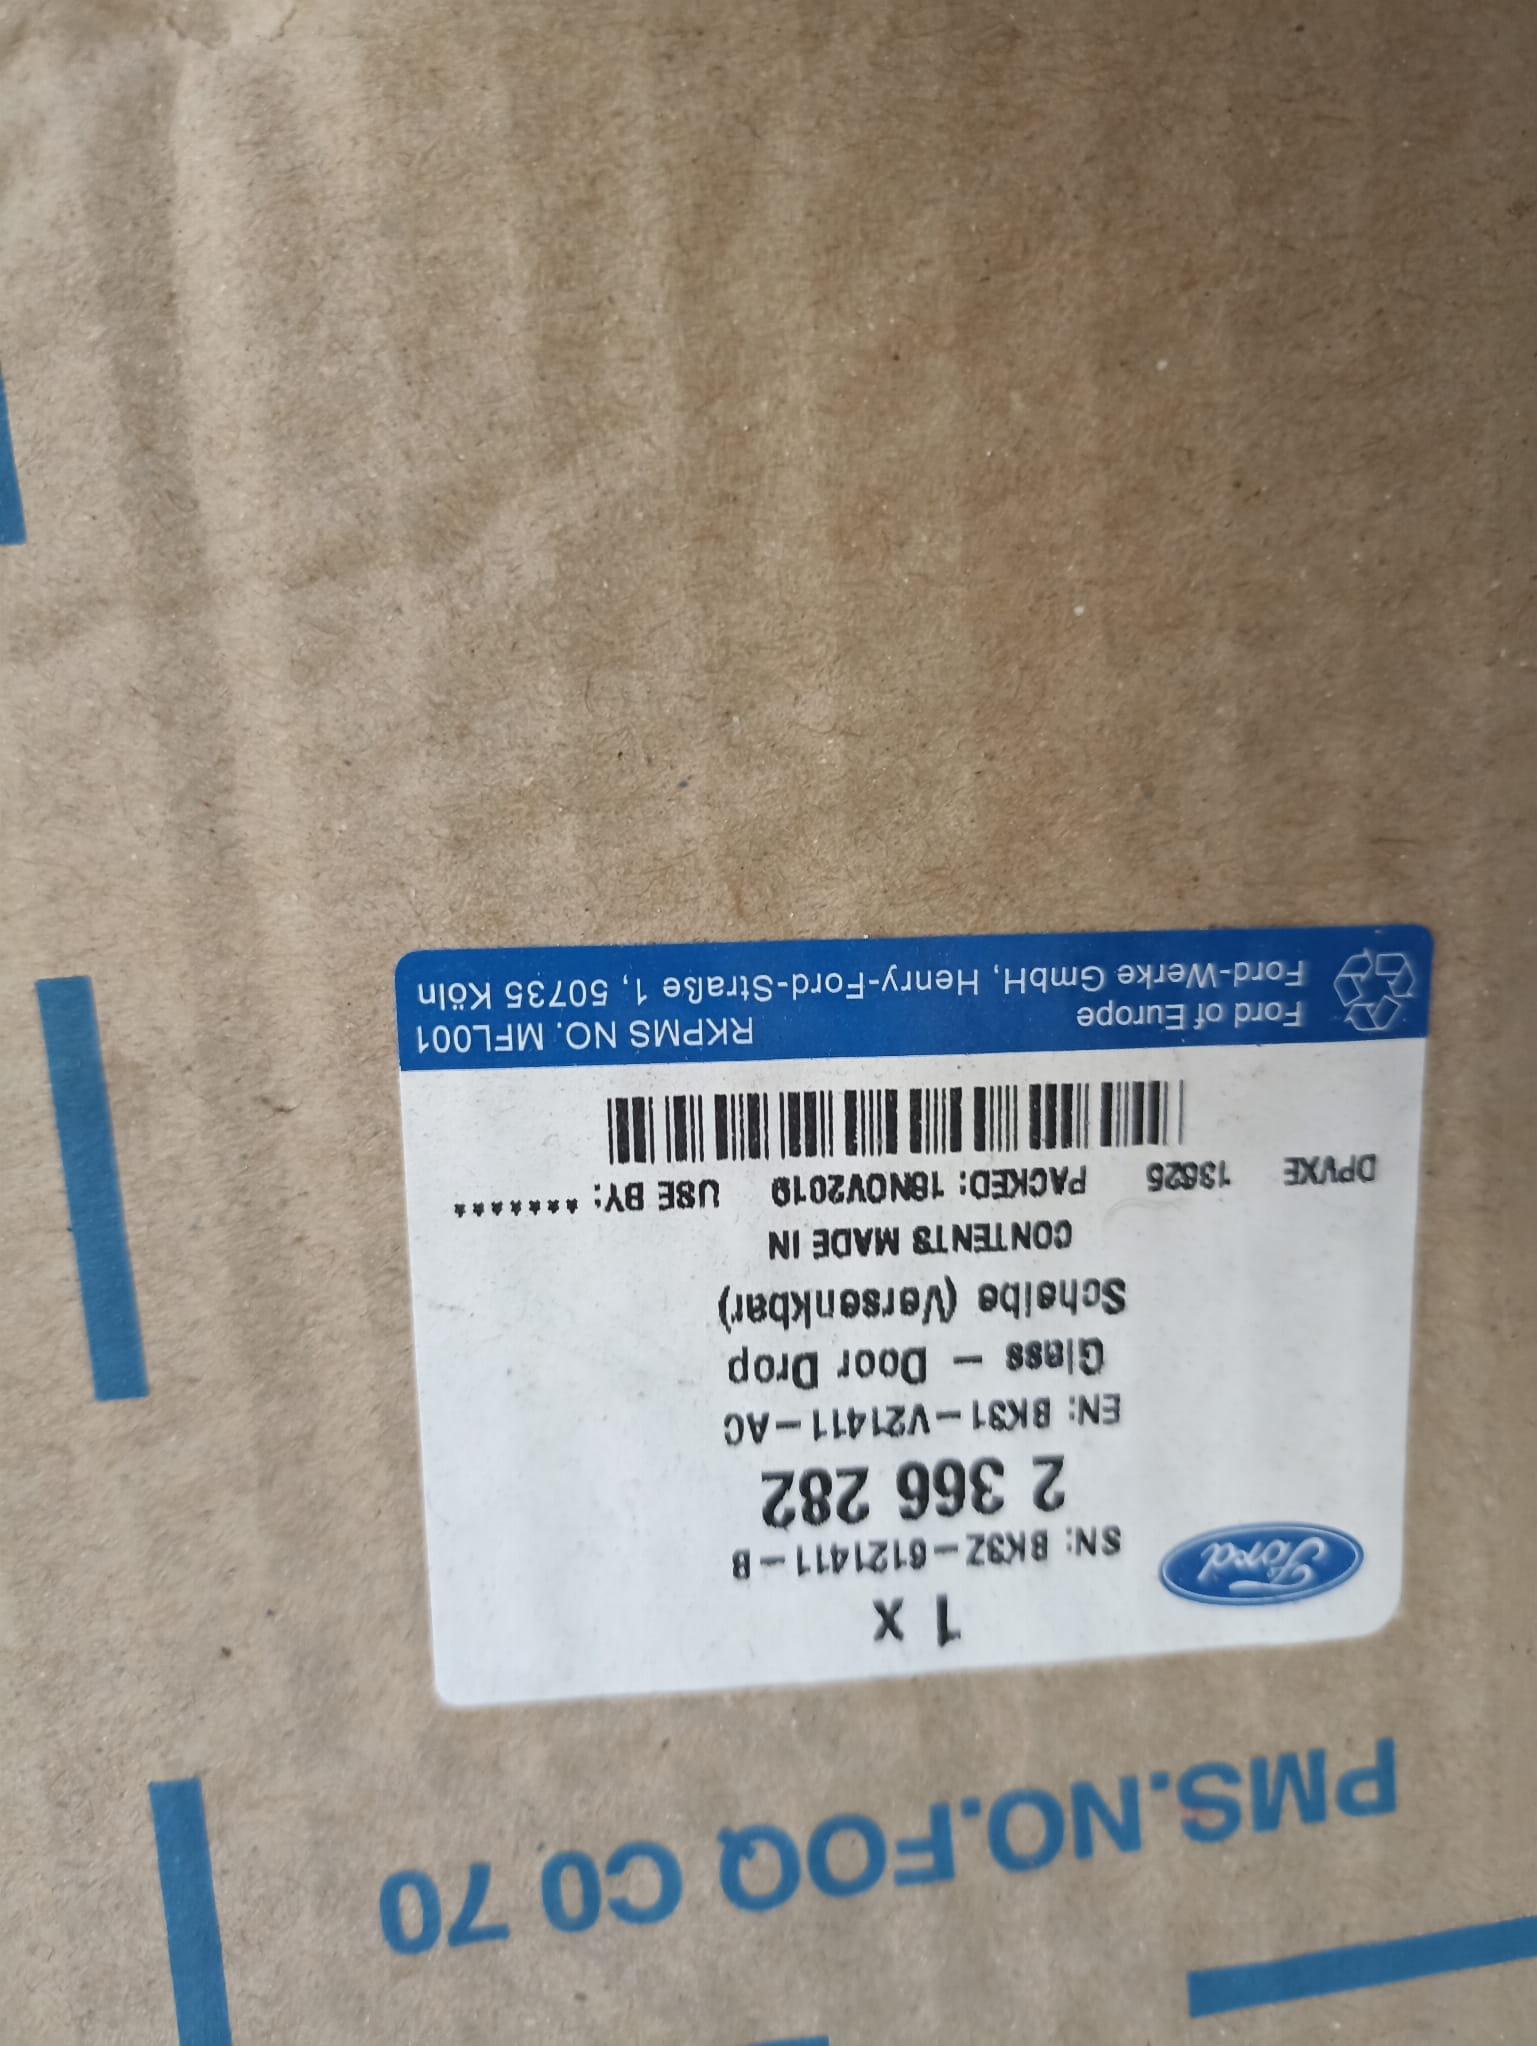 PMS.NO.FOQ C0 70
1 x
Ford
SN: BK3Z-6121411-B
2 366 282
EN: BK31-V21411-AC
Glass - Door Drop
Scheibe (Versenkbar)
CONTENTS MADE IN
DPVXE 13625 PACKED: 18NOV2019 USE BY: *******
Ford of Europe RKPMS NO. MFL001
Ford-Werke GmbH, Henry-Ford-Straße 1, 50735 Köln